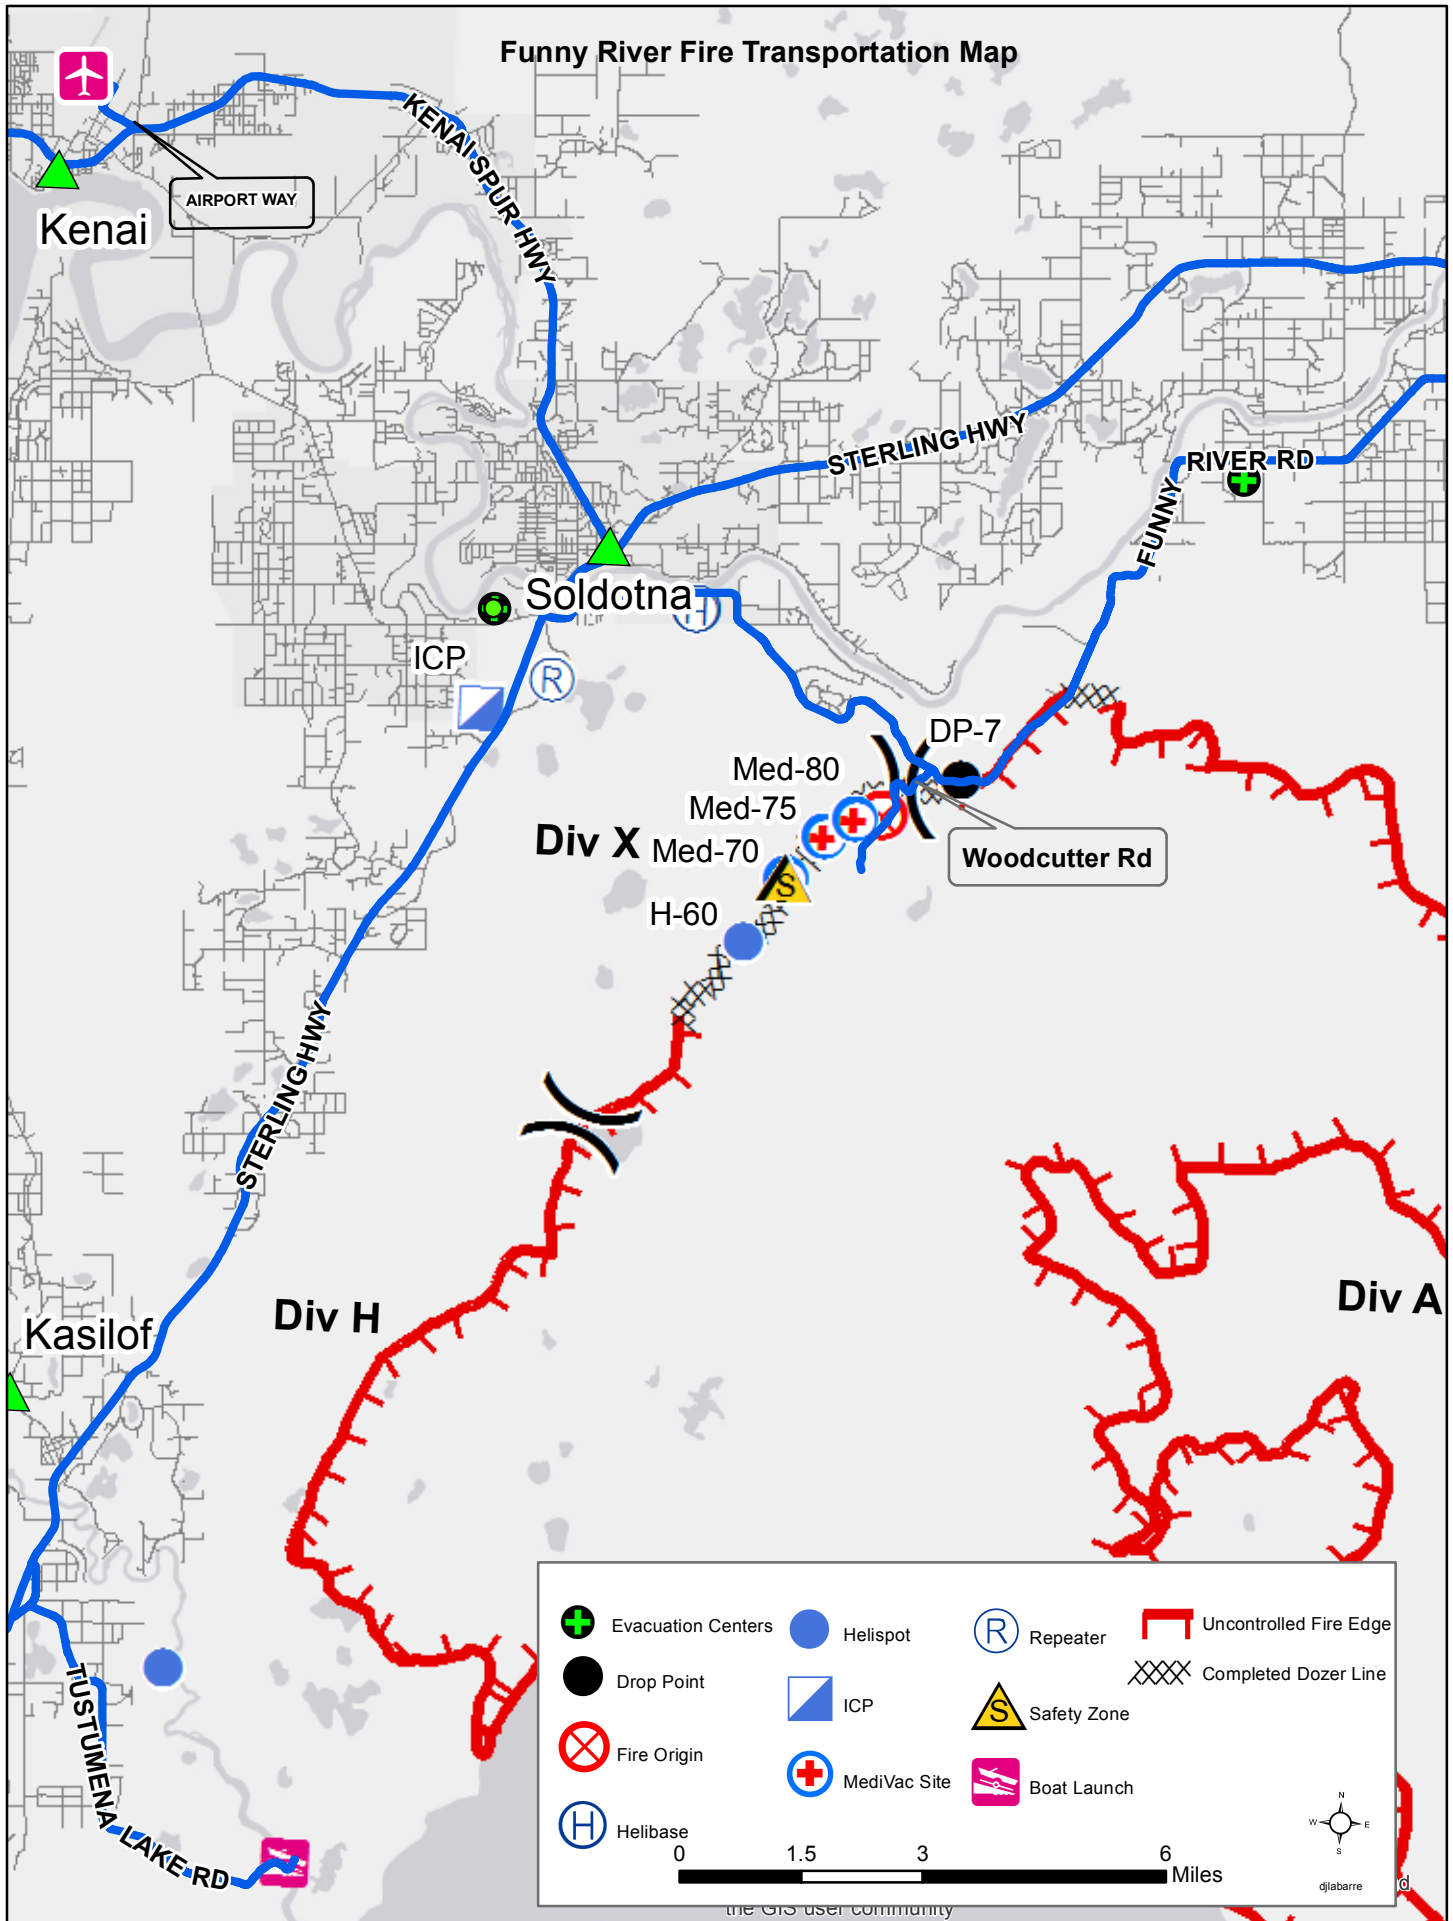 Funny River Fire Transportation Map
KENAI SPUR HWY
AIRPORT WAY
Kenai
STERLING HWY
RIVER RD
FUNNY
Soldotna
H
ICP
R
DP-7
Med-80
Med-75
Div X
Med-70
Woodcutter Rd
S
H-60
STERLING HWY
Div H
Div A
Kasilof
TUSTUMENA LAKE RD
Evacuation Centers
Helispot
R
Repeater
Uncontrolled Fire Edge
Drop Point
ICP
S
Safety Zone
Completed Dozer Line
Fire Origin
MediVac Site
Boat Launch
H
Helibase
N
W
E
S
0
1.5
3
6
Miles
djlabarre
d
the GIS user community